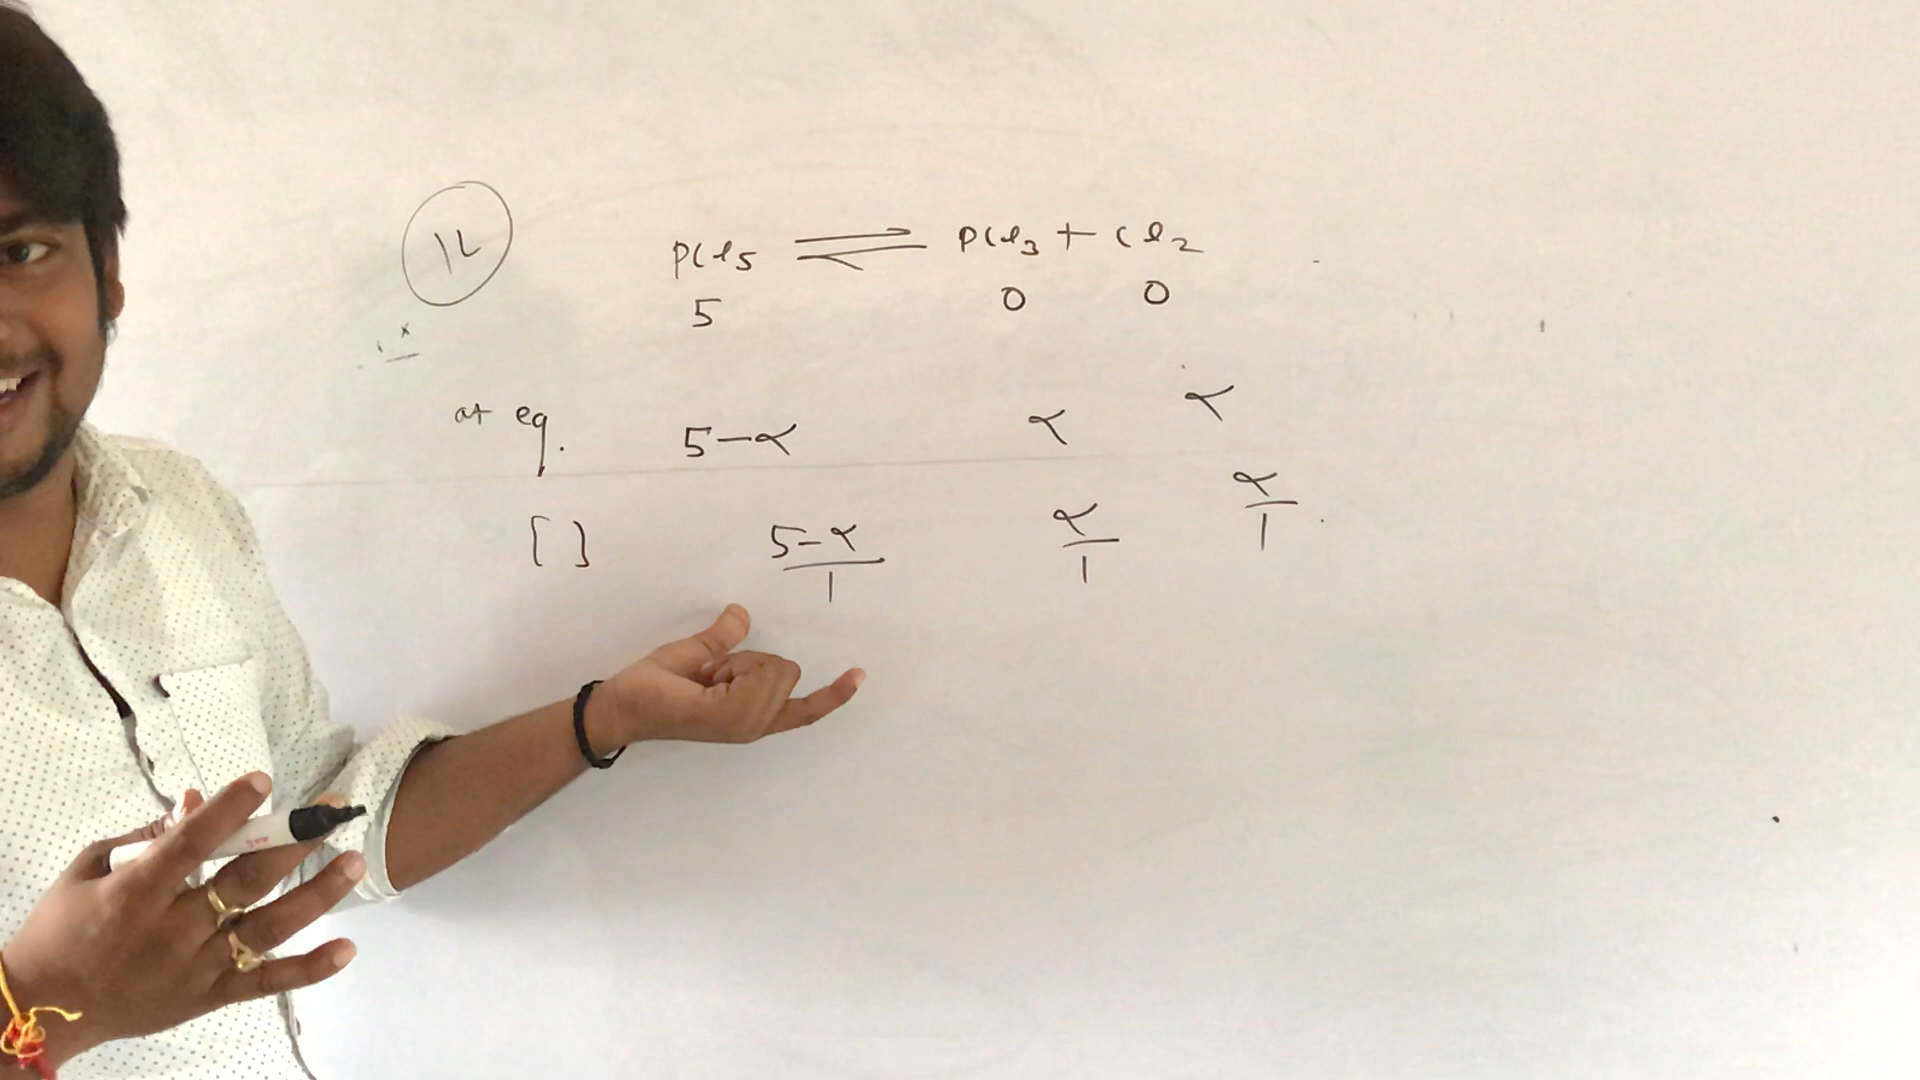 1L
PCl5 ⇌ PCl3 + Cl2
5 0 0
x
at eq. 5-α α α
[ ] 5-α/1 α/1 α/1